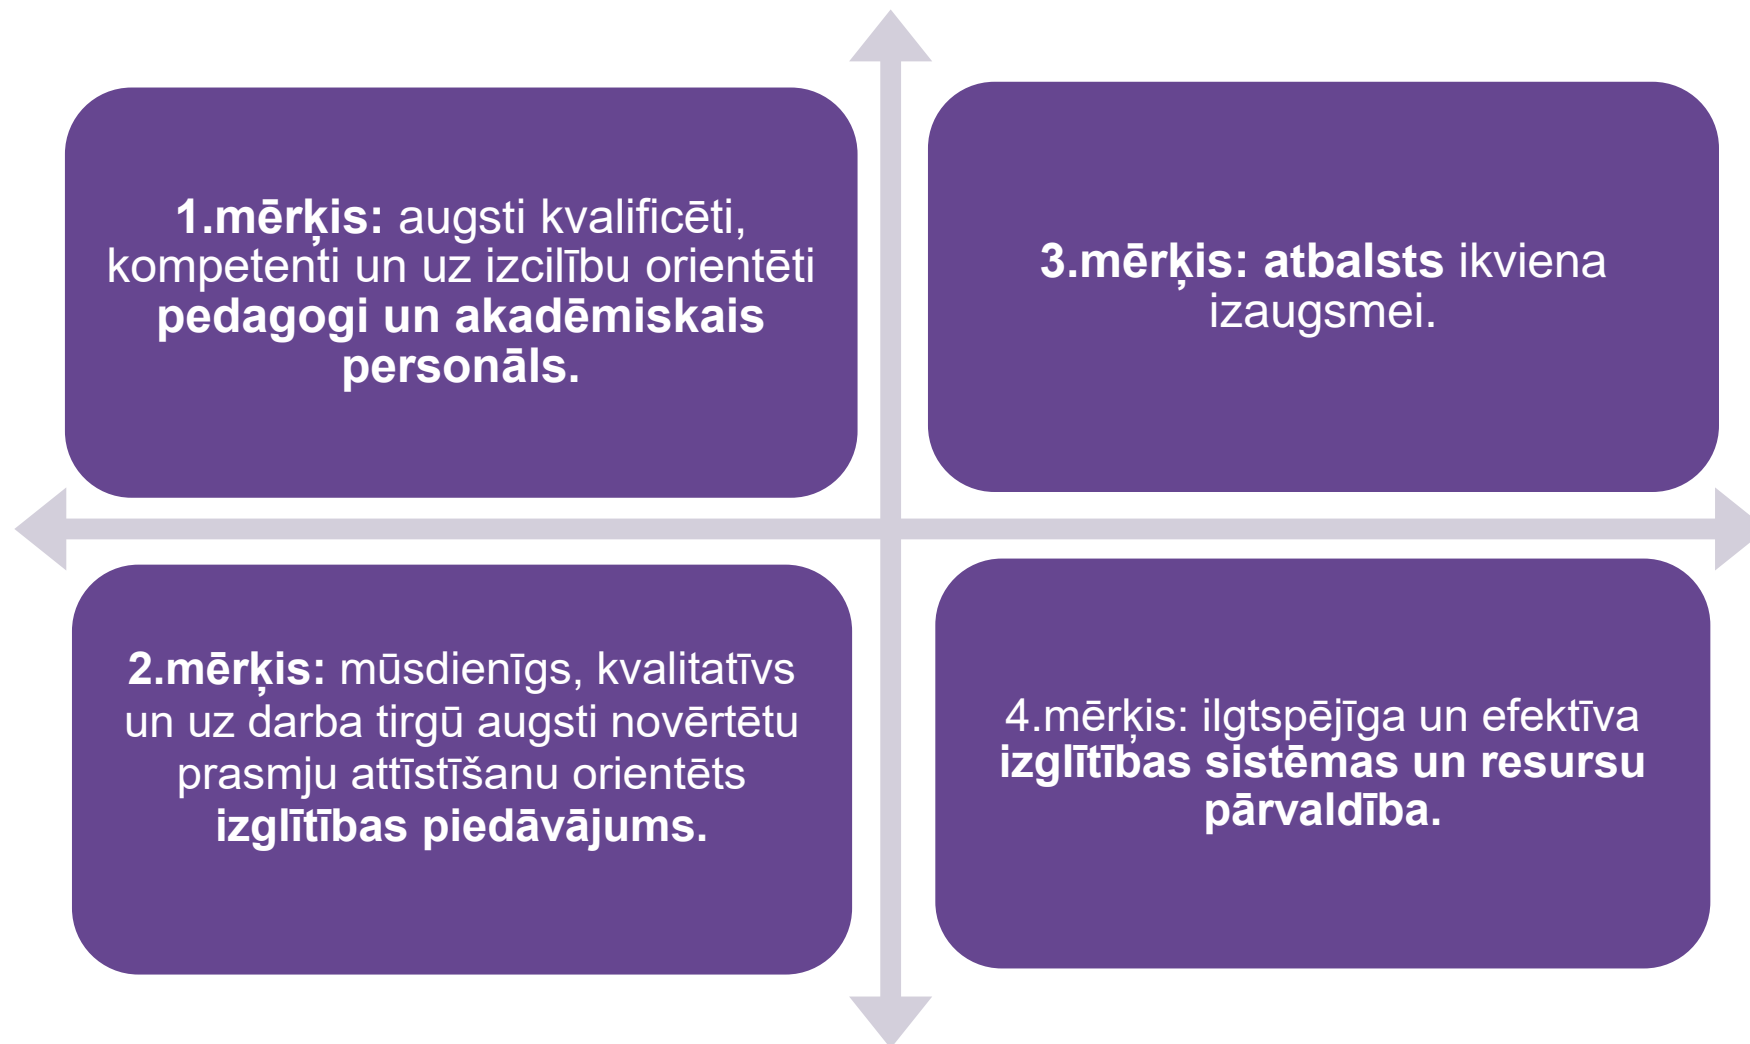 1.mērķis: augsti kvalificēti,
kompetenti un uz izcilību orientēti
pedagogi un akadēmiskais
personāls.
2.mērķis: mūsdienīgs, kvalitatīvs
un uz darba tirgū augsti novērtētu
prasmju attīstīšanu orientēts
izglītības piedāvājums.
3.mērķis: atbalsts ikviena
izaugsmei.
4.mērķis: ilgtspējīga un efektīva
izglītības sistēmas un resursu
pārvaldība.